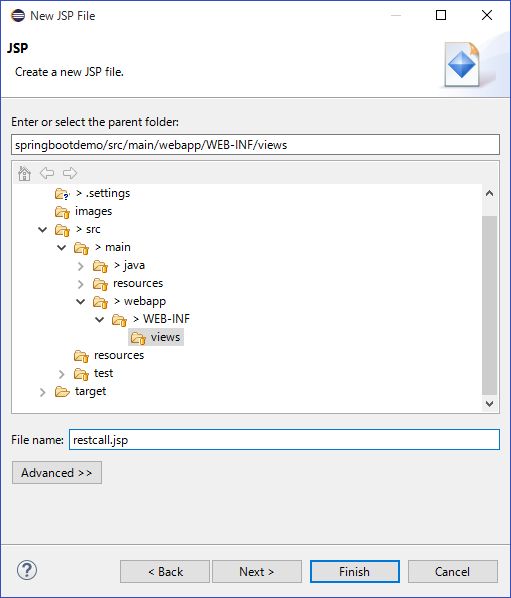 New JSP File
JSP
Create a new JSP file.
Enter or select the parent folder:
springbootdemo/src/main/webapp/WEB-INF/views
> .settings
images
> src
> main
> java
resources
> webapp
> WEB-INF
views
resources
> test
target
File name: restcall.jsp
Advanced >>
< Back Next > Finish Cancel